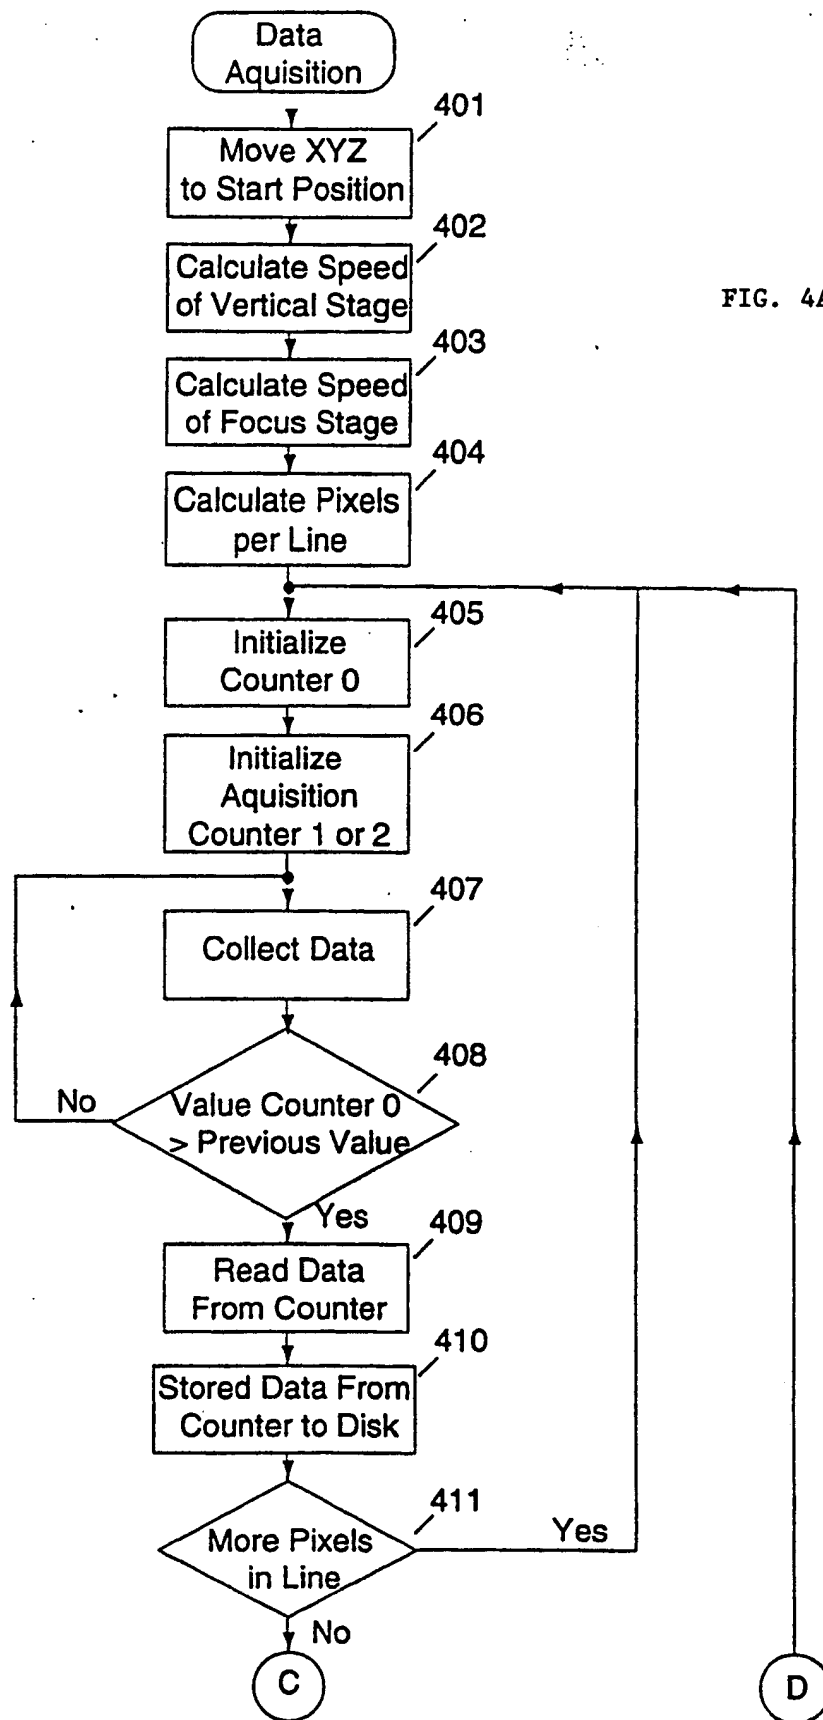 Data
Aquisition
401
Move XYZ
to Start Position
402
Calculate Speed
of Vertical Stage
FIG. 4A
403
Calculate Speed
of Focus Stage
404
Calculate Pixels
per Line
405
Initialize
Counter 0
406
Initialize
Aquisition
Counter 1 or 2
407
Collect Data
408
No
Value Counter 0
> Previous Value
Yes
409
Read Data
From Counter
410
Stored Data From
Counter to Disk
411
More Pixels
in Line
Yes
No
C
D